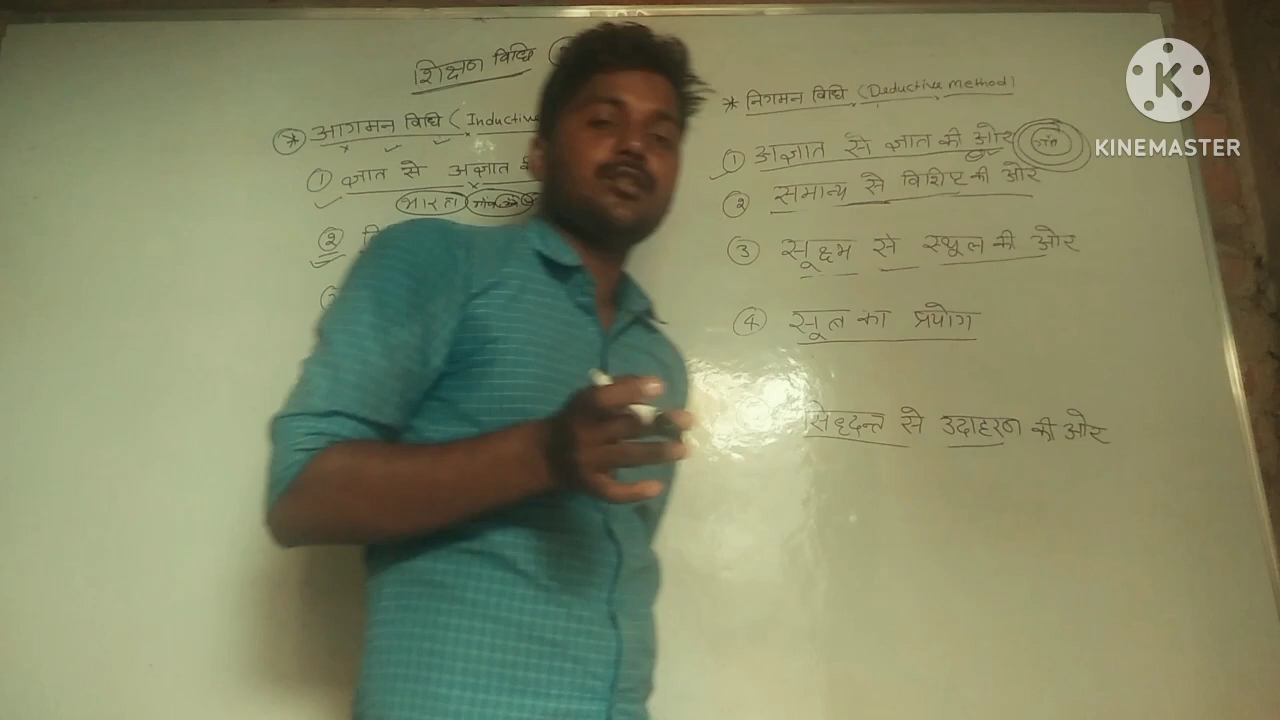 शिक्षण विधि
* आगमन विधि ( Inductive
① ज्ञात से अज्ञात
②
* निगमन विधि (Deductive Method)
① अज्ञात से ज्ञात की ओर
② समान्य से विशिष्ट की ओर
③ सूक्ष्म से स्थूल की ओर
④ सूत्र का प्रयोग
सिद्दान्त से उदाहरण की ओर
K
KINEMASTER